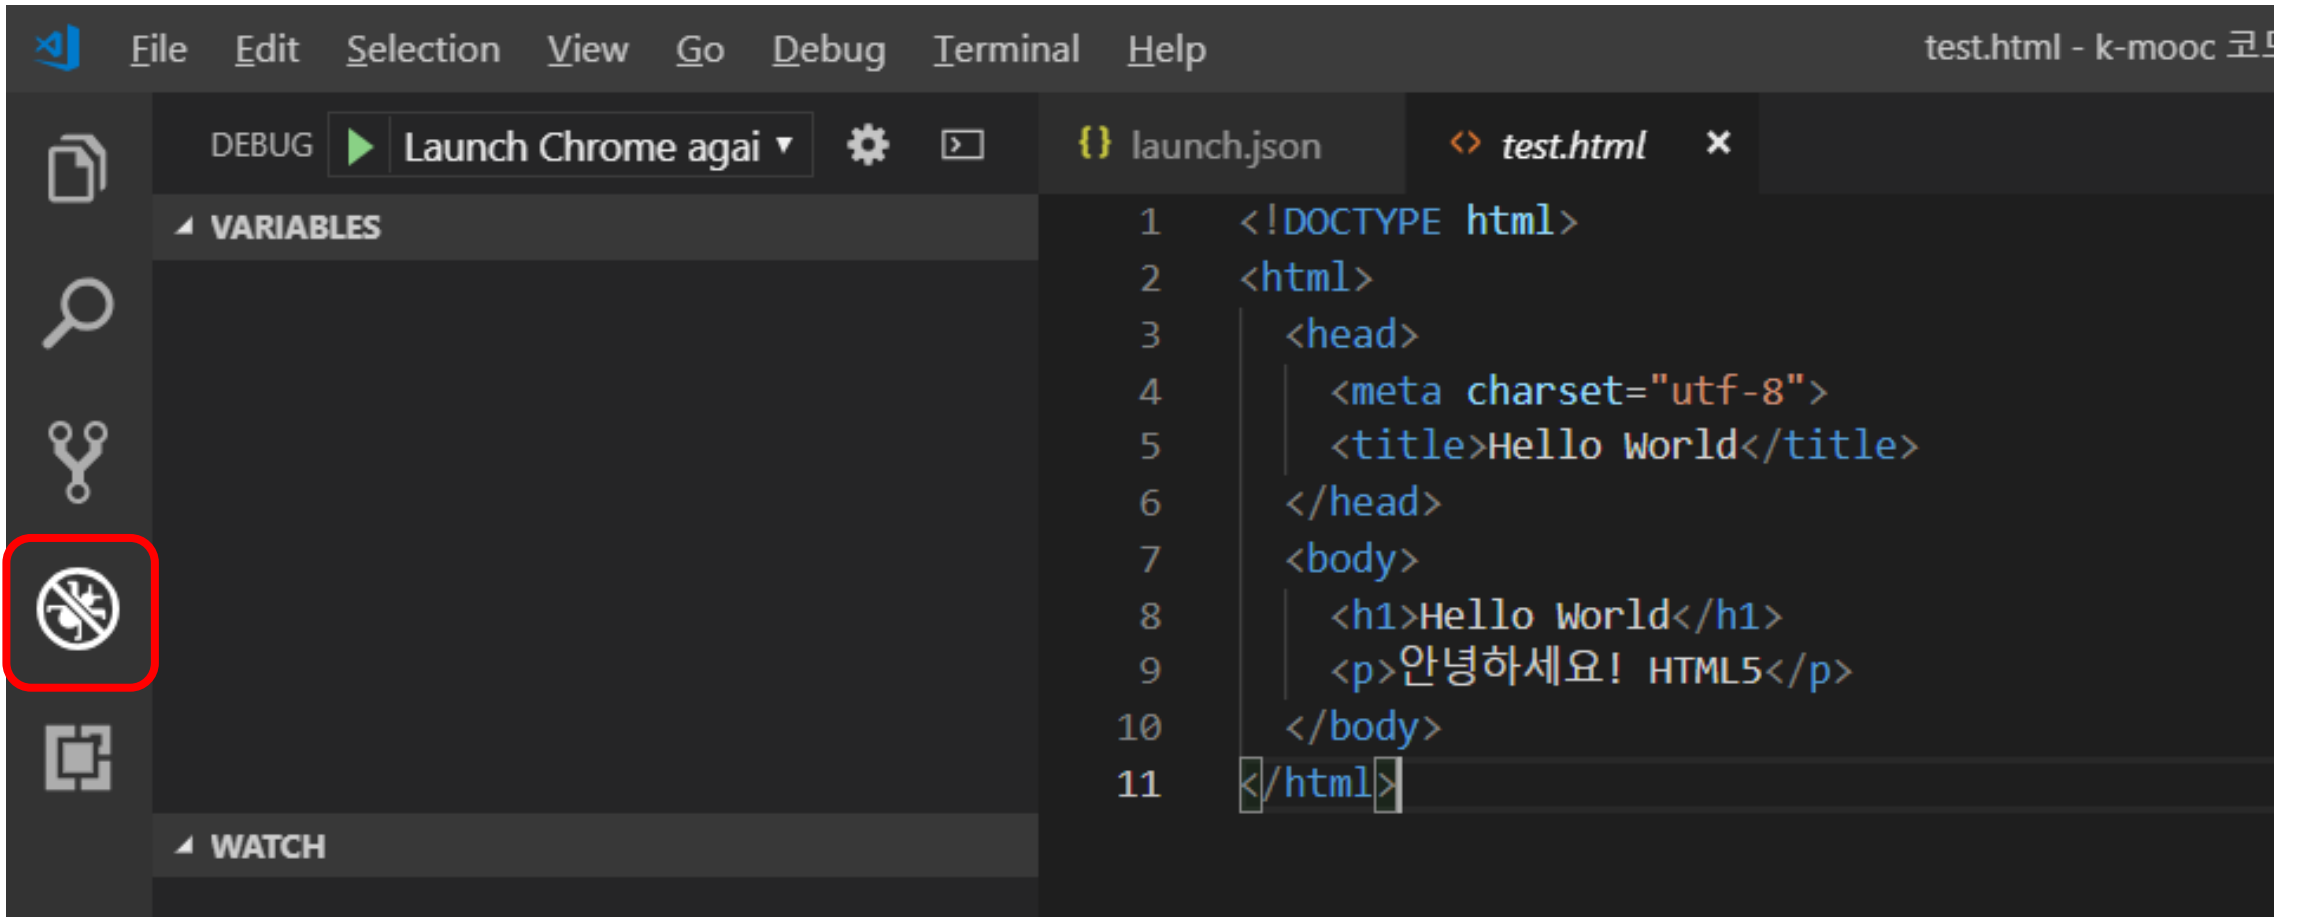 File Edit Selection View Go Debug Terminal Help
test.html - k-mooc
DEBUG Launch Chrome agai
VARIABLES
WATCH
{} launch.json
<> test.html ×
1 <!DOCTYPE html>
2 <html>
3 <head>
4 <meta charset="utf-8">
5 <title>Hello World</title>
6 </head>
7 <body>
8 <h1>Hello World</h1>
9 <p>안녕하세요! HTML5</p>
10 </body>
11 </html>